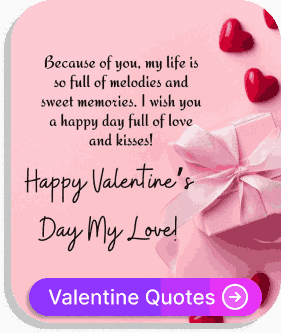 Because of you, my life is
so full of melodies and
sweet memories. I wish you
a happy day full of love
and kisses!
Happy Valentine's
Day My Love!
Valentine Quotes